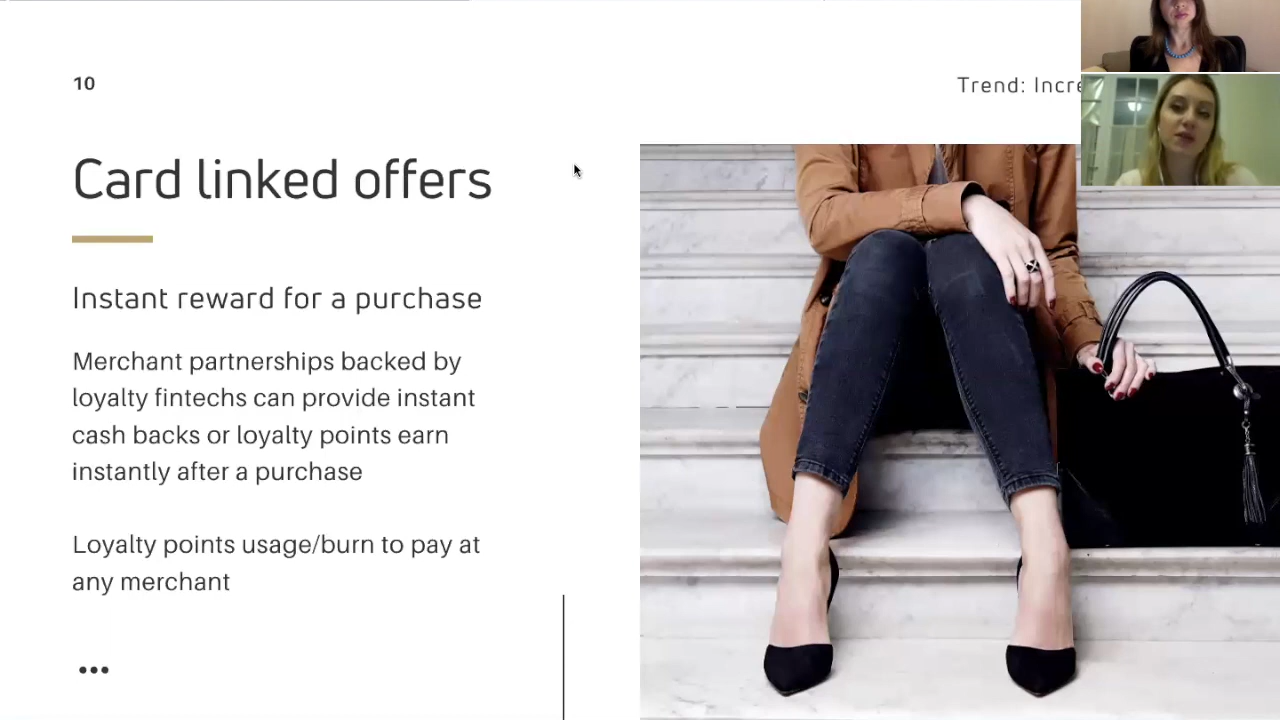 10
Trend:
Card linked offers
Instant reward for a purchase
Merchant partnerships backed by
loyalty fintechs can provide instant
cash backs or loyalty points earn
instantly after a purchase
Loyalty points usage/burn to pay at
any merchant